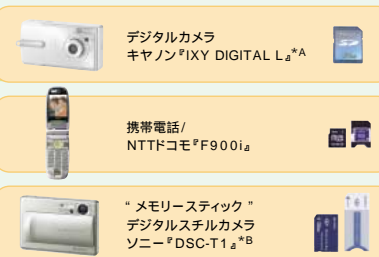 デジタルカメラ
キヤノン『IXY DIGITAL L』*A
携帯電話/
NTTドコモ『F900i』
“ メモリースティック ”
デジタルスチルカメラ
ソニー『DSC-T1』*B